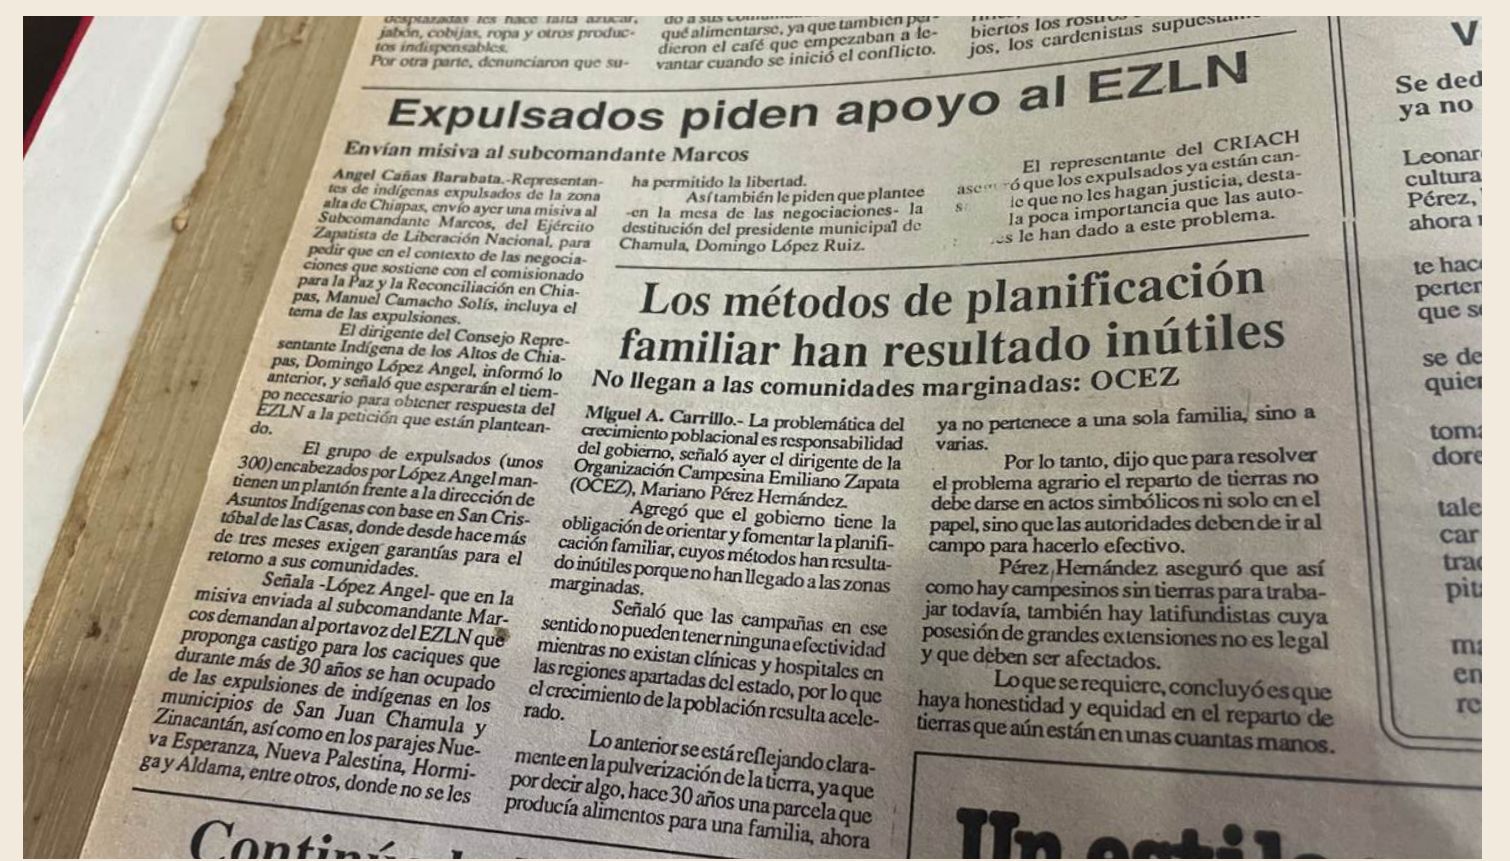 desplazadas les hace falta azúcar,
jabón, cobijas, ropa y otros produc-
tos indispensables.
Por otra parte, denunciaron que su-
qué alimentarse, ya que también per-
dieron el café que empezaban a le-
vantar cuando se inició el conflicto.
biertos los
jos, los cardenistas
Expulsados piden apoyo al EZLN
Envían misiva al subcomandante Marcos
Angel Cañas Barabata.-Representan-
tes de indígenas expulsados de la zona
alta de Chiapas, envío ayer una misiva al
Subcomandante Marcos, del Ejército
Zapatista de Liberación Nacional, para
pedir que en el contexto de las negocia-
ciones que sostiene con el comisionado
para la Paz y la Reconciliación en Chia-
pas, Manuel Camacho Solís, incluya el
tema de las expulsiones.
El dirigente del Consejo Repre-
sentante Indígena de los Altos de Chia-
pas, Domingo López Angel, informó lo
anterior, y señaló que esperarán el tiem-
po necesario para obtener respuesta del
EZLN a la petición que están plantean-
do.
El grupo de expulsados (unos
300) encabezados por López Angel man-
tienen un plantón frente a la dirección de
Asuntos Indígenas con base en San Cris-
tóbal de las Casas, donde desde hace más
de tres meses exigen garantías para el
retorno a sus comunidades.
Señala -López Angel- que en la
misiva enviada al subcomandante Mar-
cos demandan al portavoz del EZLN que
proponga castigo para los caciques que
durante más de 30 años se han ocupado
de las expulsiones de indígenas en los
municipios de San Juan Chamula y
Zinacantán, así como en los parajes Nue-
va Esperanza, Nueva Palestina, Hormi-
ga y Aldama, entre otros, donde no se les
ha permitido la libertad.
Así también le piden que plantee
-en la mesa de las negociaciones- la
destitución del presidente municipal de
Chamula, Domingo López Ruiz.
El representante del CRIACH
que los expulsados ya están can-
que no les hagan justicia, desta-
la poca importancia que las auto-
le han dado a este problema.
Los métodos de planificación
familiar han resultado inútiles
No llegan a las comunidades marginadas: OCEZ
Miguel A. Carrillo.- La problemática del
crecimiento poblacional es responsabilidad
del gobierno, señaló ayer el dirigente de la
Organización Campesina Emiliano Zapata
(OCEZ), Mariano Pérez Hernández.
Agregó que el gobierno tiene la
obligación de orientar y fomentar la planifi-
cación familiar, cuyos métodos han resulta-
do inútiles porque no han llegado a las zonas
marginadas.
Señaló que las campañas en ese
sentido no pueden tener ninguna efectividad
mientras no existan clínicas y hospitales en
las regiones apartadas del estado, por lo que
el crecimiento de la población resulta acele-
rado.
Lo anterior se está reflejando clara-
mente en la pulverización de la tierra, ya que
por decir algo, hace 30 años una parcela que
producía alimentos para una familia, ahora
ya no pertenece a una sola familia, sino a
varias.
Por lo tanto, dijo que para resolver
el problema agrario el reparto de tierras no
debe darse en actos simbólicos ni solo en el
papel, sino que las autoridades deben de ir al
campo para hacerlo efectivo.
Pérez Hernández aseguró que así
como hay campesinos sin tierras para traba-
jar todavía, también hay latifundistas cuya
posesión de grandes extensiones no es legal
y que deben ser afectados.
Lo que se requiere, concluyó es que
haya honestidad y equidad en el reparto de
tierras que aún están en unas cuantas manos.
V
Se ded
ya no
Leonar
cultura
Pérez,
ahora
te hac
perten
que s
se de
quier
toma
dore
tale
car
trac
pita
ma
en
re
Un